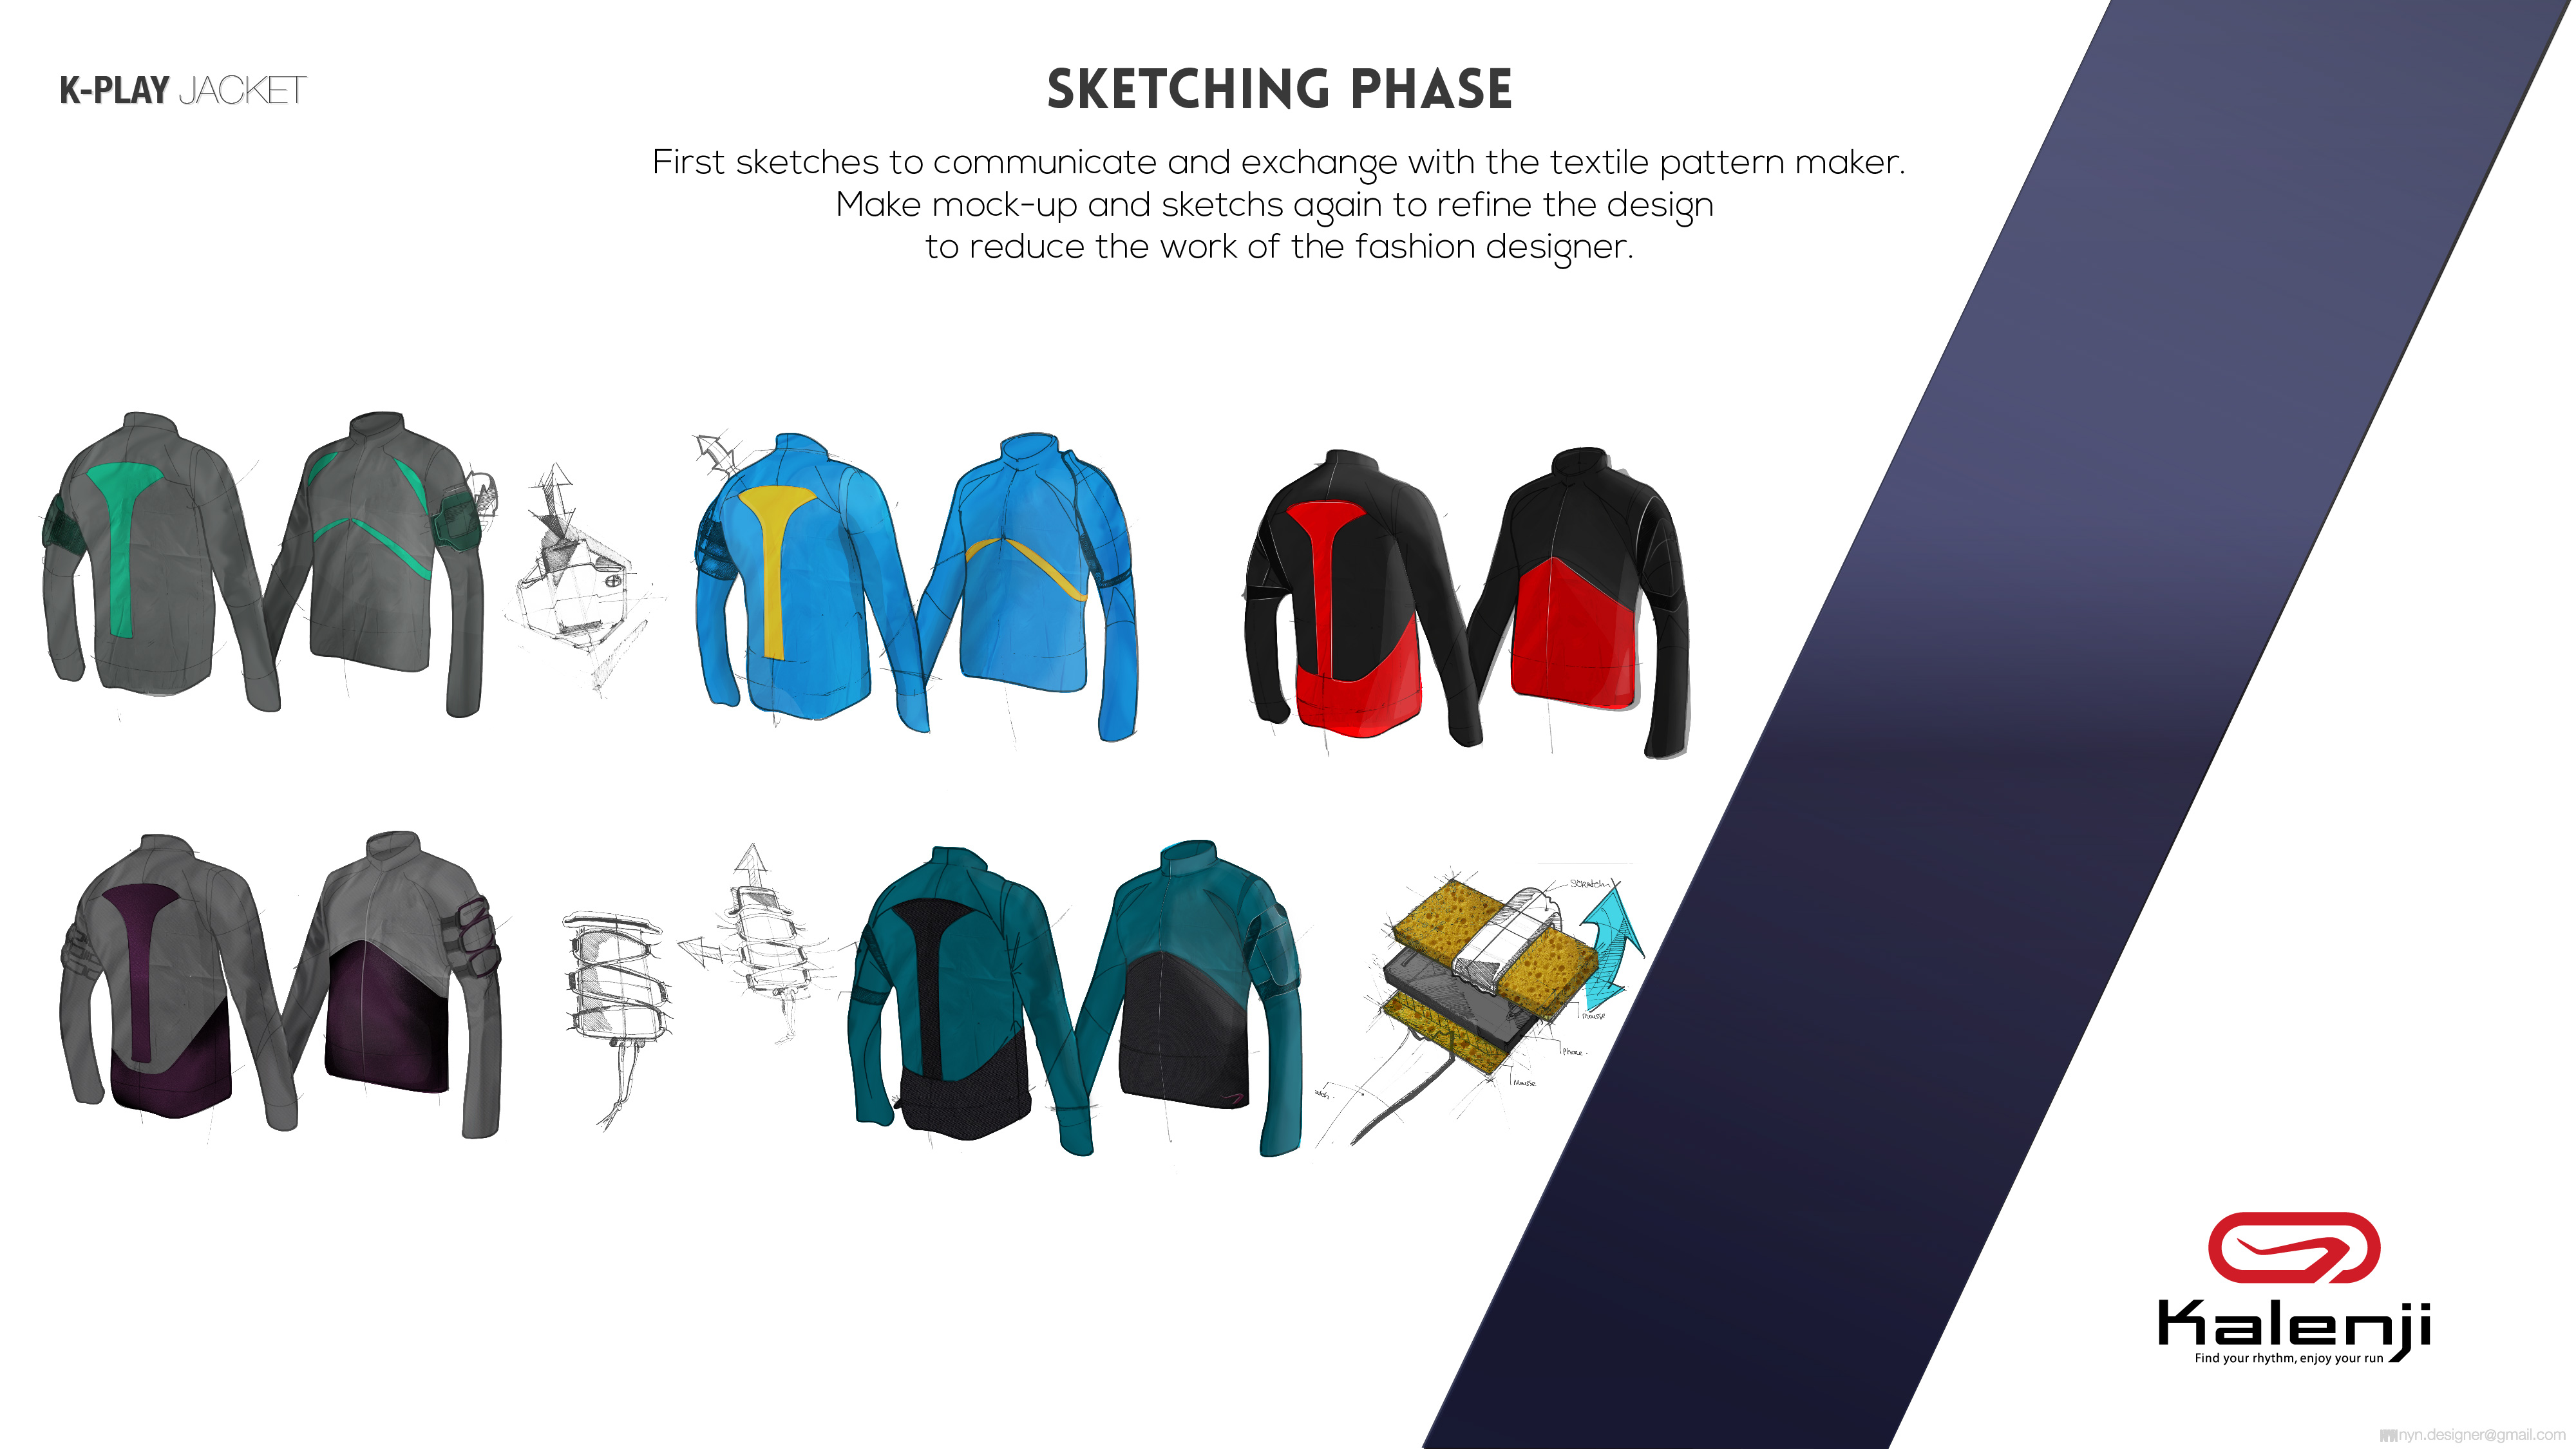 K-PLAY JACKET
SKETCHING PHASE
First sketches to communicate and exchange with the textile pattern maker.
Make mock-up and sketchs again to refine the design
to reduce the work of the fashion designer.
Scratch
mousse
Phone.
Mousse
Kalenji
Find your rhythm, enjoy your run
nyn.designer@gmail.com